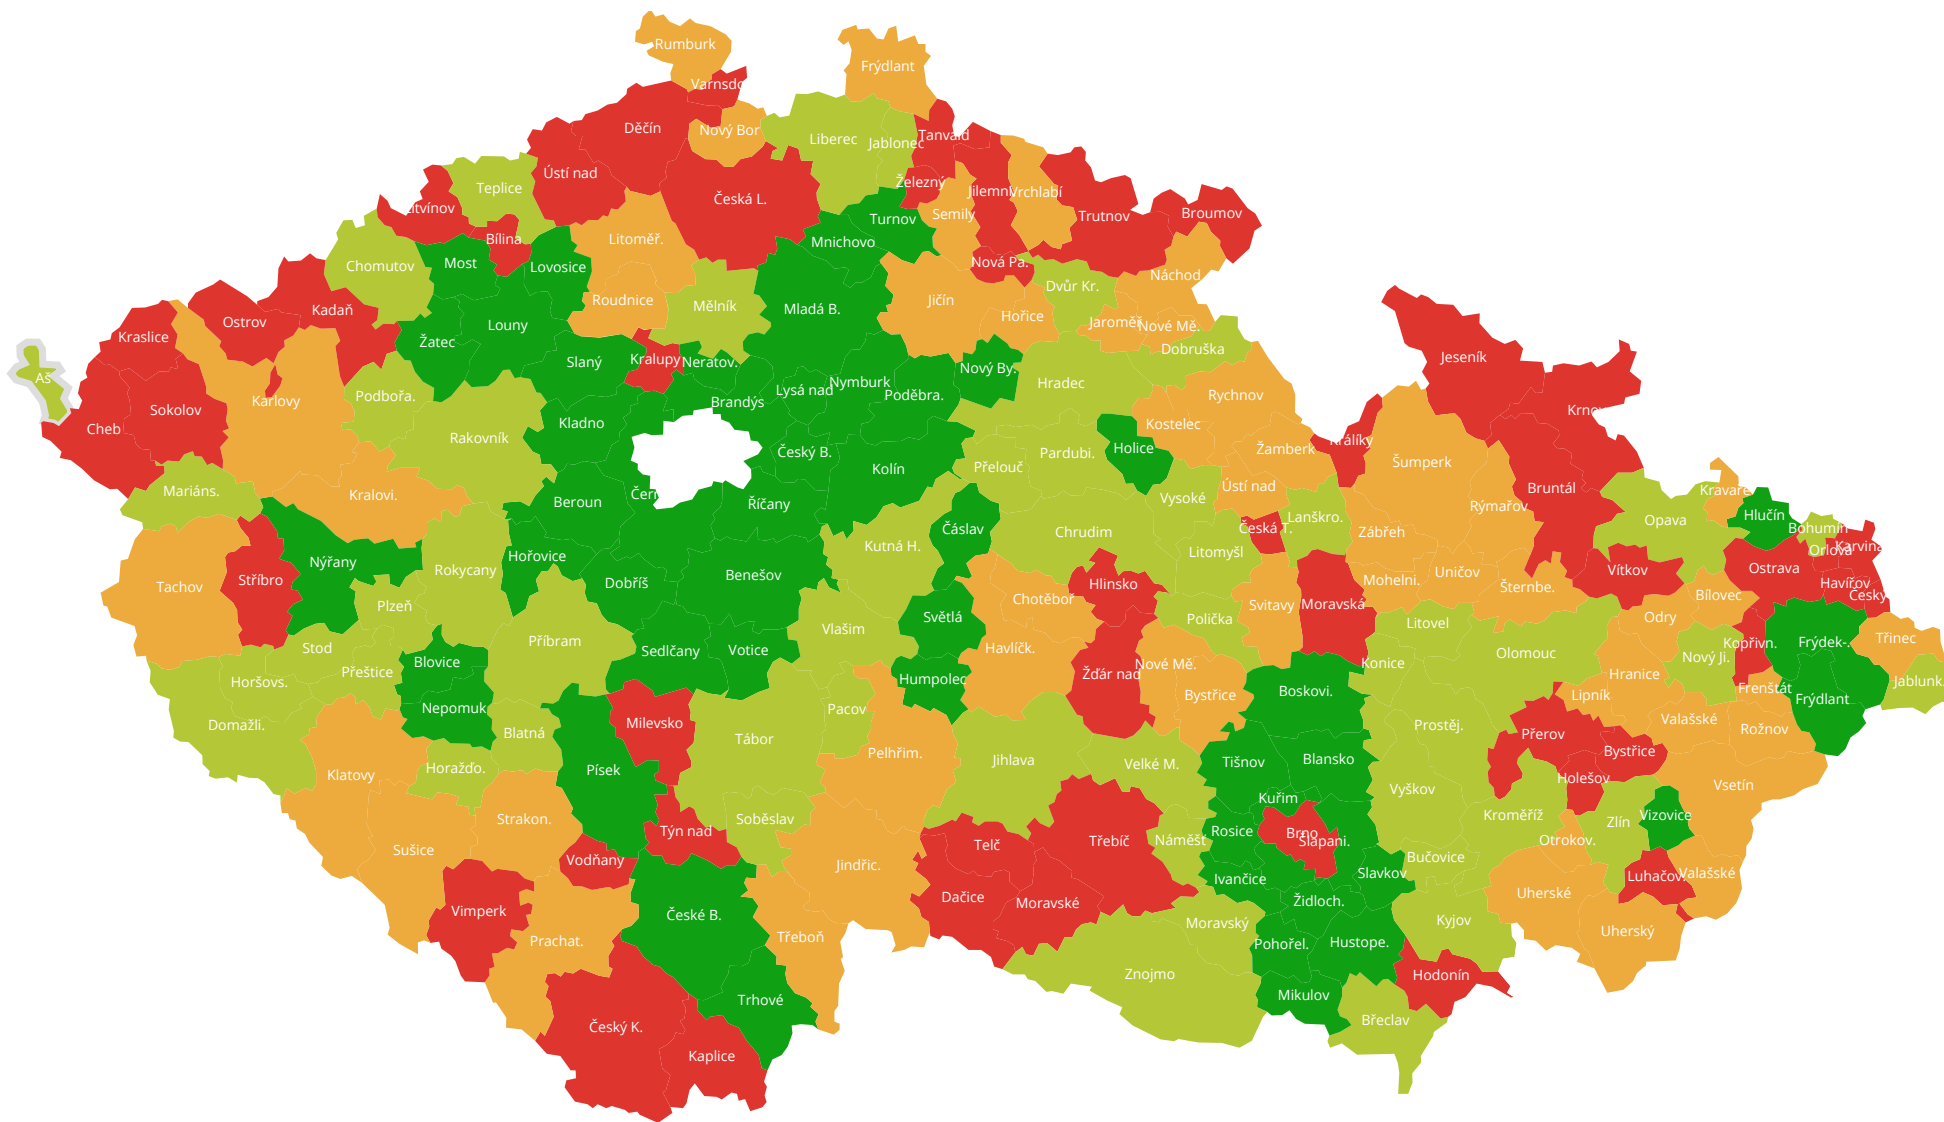 Rumburk
Frýdlant
Varnsdo
Děčín
Nový Bor
Liberec
Jablonec
Tanvald
Ústí nad
Teplice
Železný
Jilemni
Vrchlabí
Česká L.
Litvínov
Turnov
Semily
Trutnov
Broumov
Bílina
Litoměř.
Mnichovo
Chomutov
Most
Lovosice
Nová Pa.
Náchod
Dvůr Kr.
Roudnice
Mělník
Mladá B.
Jičín
Kadaň
Ostrov
Hořice
Jaroměř
Nové Mě.
Louny
Kraslice
Žatec
Dobruška
Jeseník
Slaný
Kralupy
Neratov.
Nový By.
Aš
Hradec
Nymburk
Lysá nad
Poděbra.
Podbořa.
Rychnov
Karlovy
Brandýs
Sokolov
Krnov
Kladno
Kostelec
Cheb
Rakovník
Králíky
Žamberk
Holice
Český B.
Pardubi.
Kolín
Přelouč
Šumperk
Mariáns.
Kralovi.
Ústí nad
Bruntál
Kravaře
Vysoké
Beroun
Říčany
Rýmařov
Lanškro.
Hlučín
Opava
Čáslav
Česká T.
Bohumín
Chrudim
Zábřeh
Kutná H.
Karviná
Orlová
Litomyšl
Hořovice
Nýřany
Ostrava
Rokycany
Vítkov
Uničov
Benešov
Stříbro
Mohelni.
Dobříš
Havířov
Hlinsko
Tachov
Šternbe.
Český
Bílovec
Chotěboř
Moravská
Svitavy
Plzeň
Světlá
Odry
Polička
Litovel
Vlašim
Třinec
Příbram
Frýdek-.
Kopřivn.
Stod
Havlíčk.
Sedlčany
Votice
Olomouc
Nový Ji.
Blovice
Konice
Nové Mě.
Přeštice
Žďár nad
Hranice
Humpolec
Horšovs.
Jablunk.
Frenštát
Boskovi.
Bystřice
Lipník
Frýdlant
Nepomuk
Pacov
Valašské
Milevsko
Domažli.
Prostěj.
Rožnov
Blatná
Přerov
Tábor
Pelhřim.
Bystřice
Blansko
Jihlava
Tišnov
Velké M.
Horažďo.
Písek
Klatovy
Holešov
Vsetín
Vyškov
Kuřim
Kroměříž
Vizovice
Strakon.
Soběslav
Zlín
Týn nad
Rosice
Brno
Šlapani.
Třebíč
Náměšť
Otrokov.
Telč
Sušice
Bučovice
Vodňany
Jindřic.
Slavkov
Valašské
Luhačov.
Ivančice
Uherské
Dačice
Židloch.
Moravské
Vimperk
České B.
Kyjov
Moravský
Uherský
Třeboň
Prachat.
Hustope.
Pohořel.
Znojmo
Hodonín
Mikulov
Trhové
Břeclav
Český K.
Kaplice